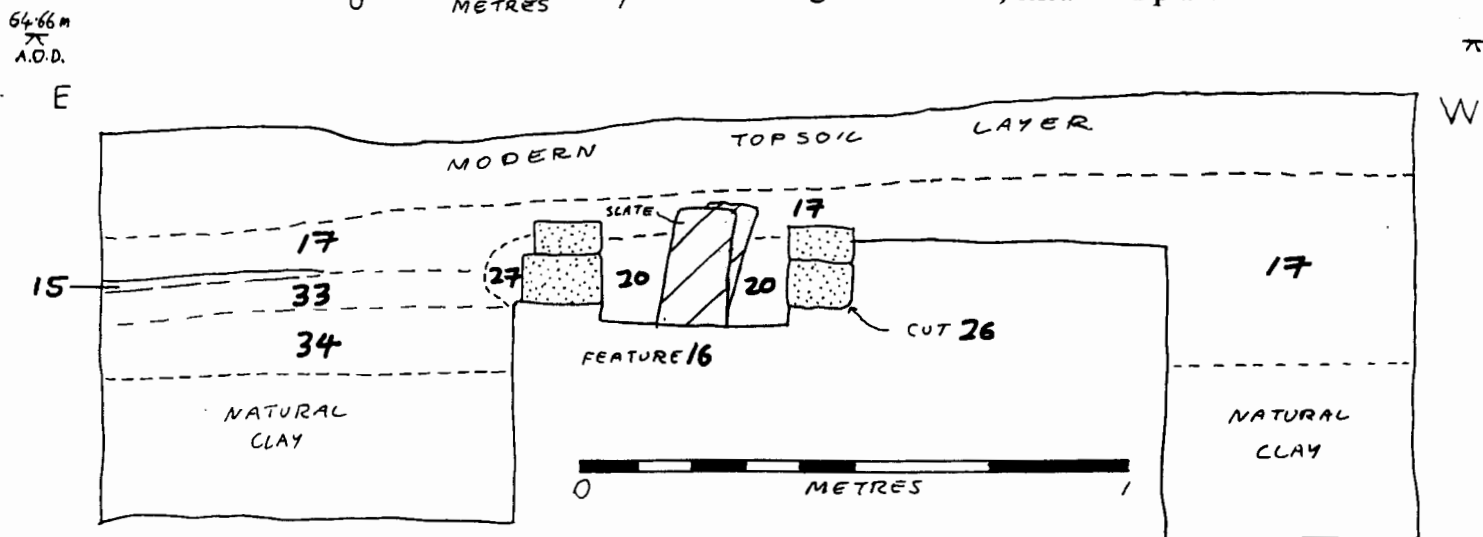 0 METRES
64·66m
A.O.D.
E
W
MODERN TOPSOIL LAYER
SLATE
17
17
15
27
20
20
17
33
CUT 26
34
FEATURE 16
NATURAL
CLAY
NATURAL
CLAY
0 METRES 1